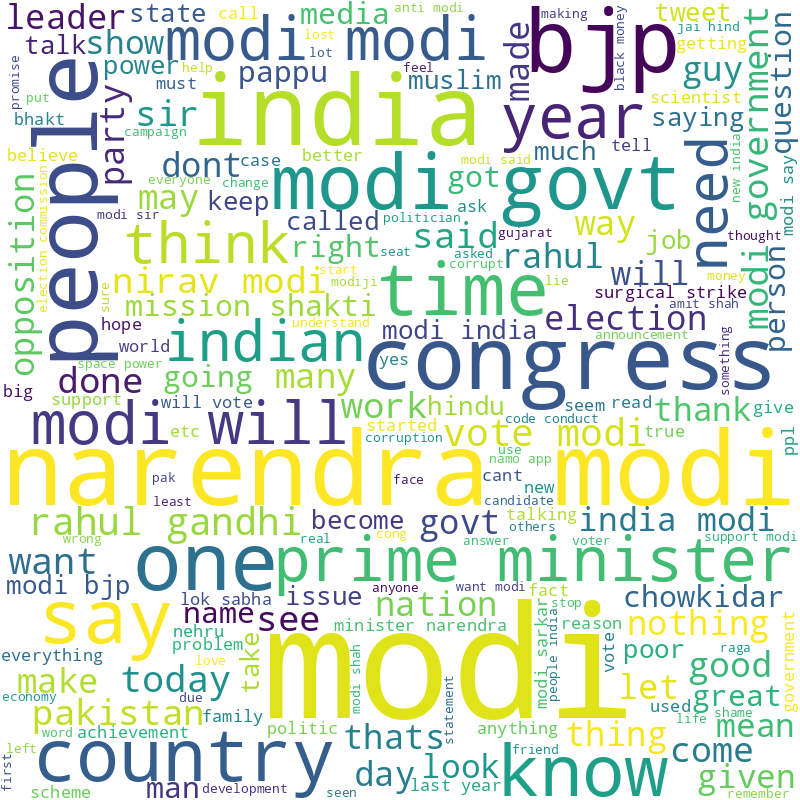 leader
state
call
anti modi
making
tweet
jai hind
talk
show
lost
lot
media
modi modi
bjp
black money
getting
government
question
promise
people
power
help
pappu
feel
made
guy
scientist
put
must
muslim
india
year
saying
bhakt
party
sir
campaign
believe
dont
case
better
modi said
much
tell
new india
modi say
everyone
change
modi
got
govt
need
opposition
election commission
may
keep
ask
way
modi sir
called
politician
gujarat
said
job
thought
think
right
seat
asked
corrupt
rahul
will
modi government
person
sure
nirav modi
start
modiji
time
lie
surgical strike
money
mission shakti
amit shah
hope
understand
modi india
election
announcement
world
indian
yes
congress
something
space power
big
done
going
many
support
will vote
work
hindu
seem
read
thank
give
ppl
modi will
etc
started
code conduct
vote modi
true
corruption
use
narendra modi
pak
face
namo app
cant
new
least
candidate
rahul gandhi
become
govt
talking
others
india modi
wrong
real
cong
answer
voter
support modi
want
one
prime minister
modi bjp
anyone
want modi
fact
stop
chowkidar
lok sabha
issue
nation
say
name
see
minister narendra
modi sarkar
reason
people india
vote
nothing
nehru
problem
modi
poor
raga
government
everything
take
love
good
make
today
modi shah
let
great
economy
due
used
life
shame
pakistan
family
politic
statement
anything
thing
mean
word
achievement
thats
left
country
friend
come
first
day
look
know
given
man
development
seen
last year
scheme
remember